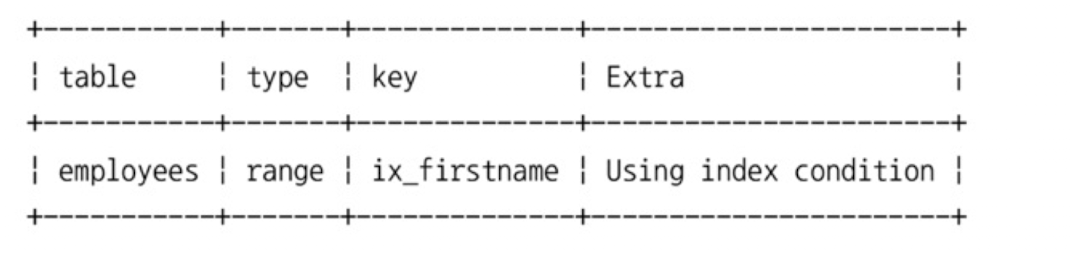 +-----------+-------+--------------+-----------------------+
¦ table     ¦ type  ¦ key          ¦ Extra                 ¦
+-----------+-------+--------------+-----------------------+
¦ employees ¦ range ¦ ix_firstname ¦ Using index condition ¦
+-----------+-------+--------------+-----------------------+